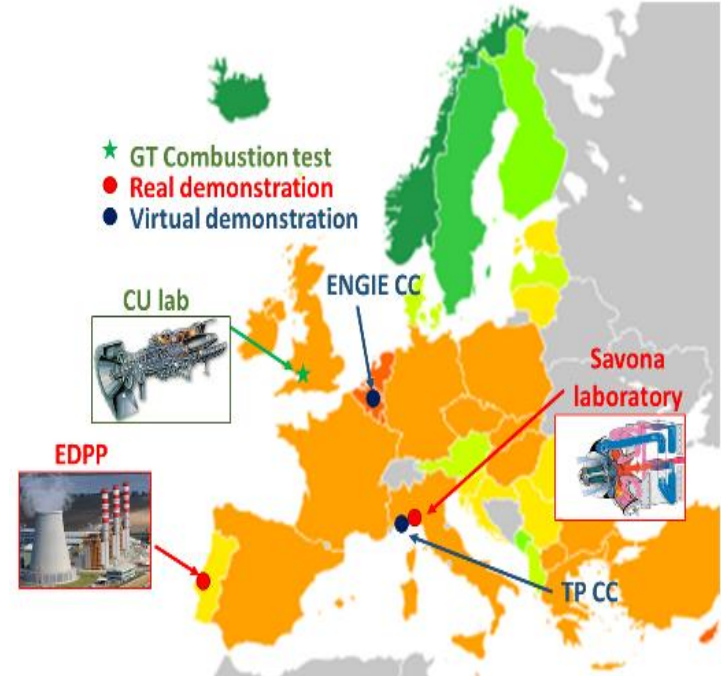 GT Combustion test
Real demonstration
Virtual demonstration
ENGIE CC
CU lab
Savona
laboratory
EDPP
TP CC